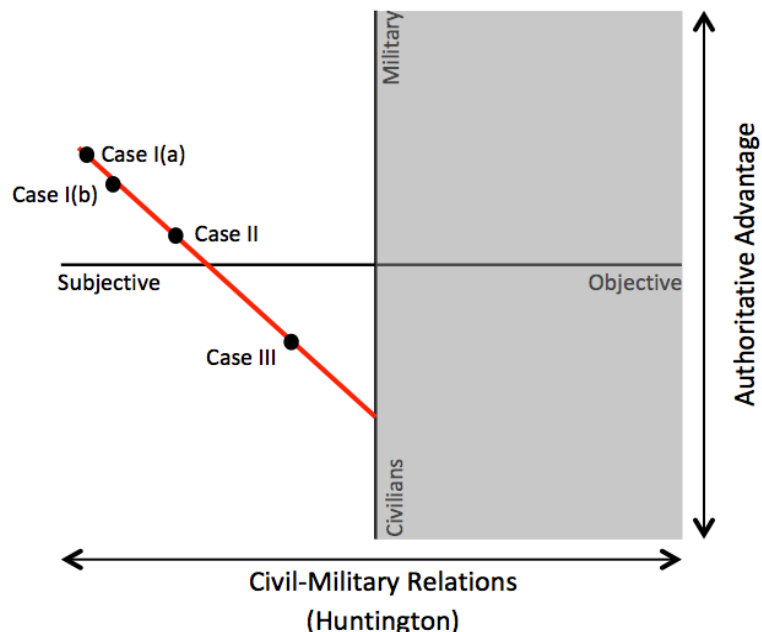 Military
Case I(a)
Case I(b)
Case II
Subjective
Objective
Case III
Civilians
Authoritative Advantage
Civil-Military Relations
(Huntington)